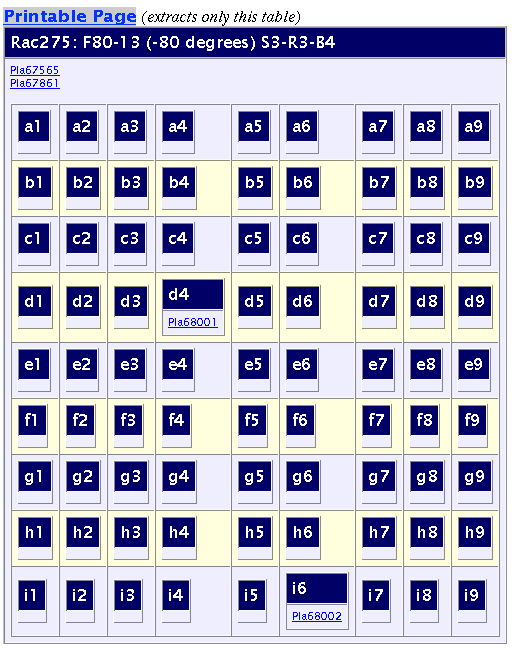 Printable Page (extracts only this table)
Rac275: F80-13 (-80 degrees) S3-R3-B4
Pla67565
Pla67861
a1 a2 a3 a4 a5 a6 a7 a8 a9
b1 b2 b3 b4 b5 b6 b7 b8 b9
c1 c2 c3 c4 c5 c6 c7 c8 c9
d1 d2 d3 d4 d5 d6 d7 d8 d9
Pla68001
e1 e2 e3 e4 e5 e6 e7 e8 e9
f1 f2 f3 f4 f5 f6 f7 f8 f9
g1 g2 g3 g4 g5 g6 g7 g8 g9
h1 h2 h3 h4 h5 h6 h7 h8 h9
i1 i2 i3 i4 i5 i6 i7 i8 i9
Pla68002